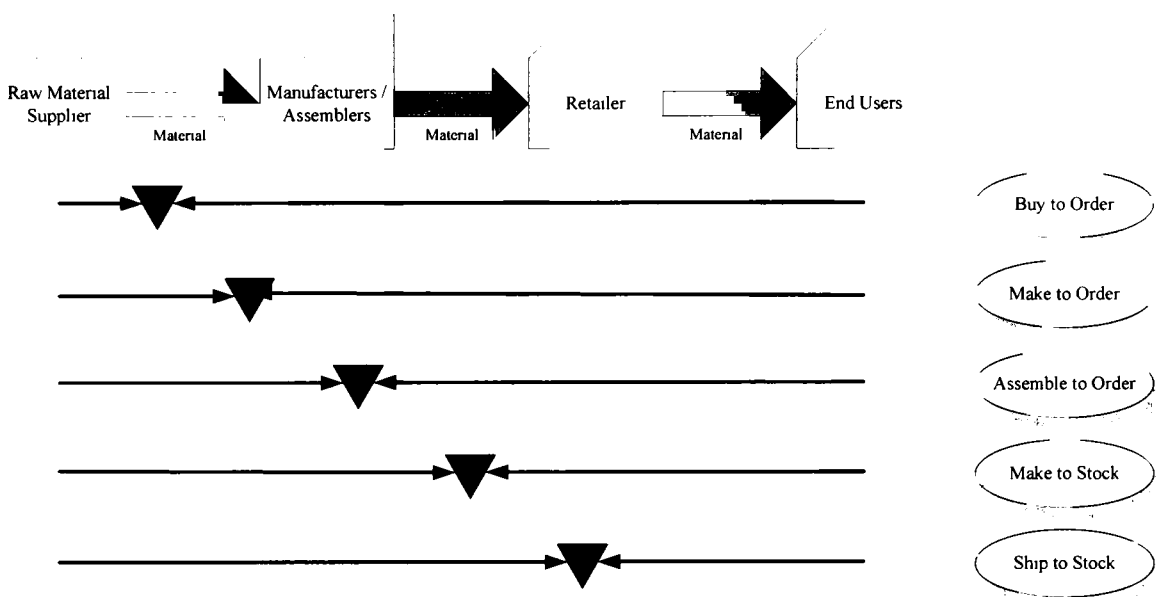 Raw Material
Supplier
Material
Manufacturers /
Assemblers
Material
Retailer
Material
End Users
Buy to Order
Make to Order
Assemble to Order
Make to Stock
Ship to Stock